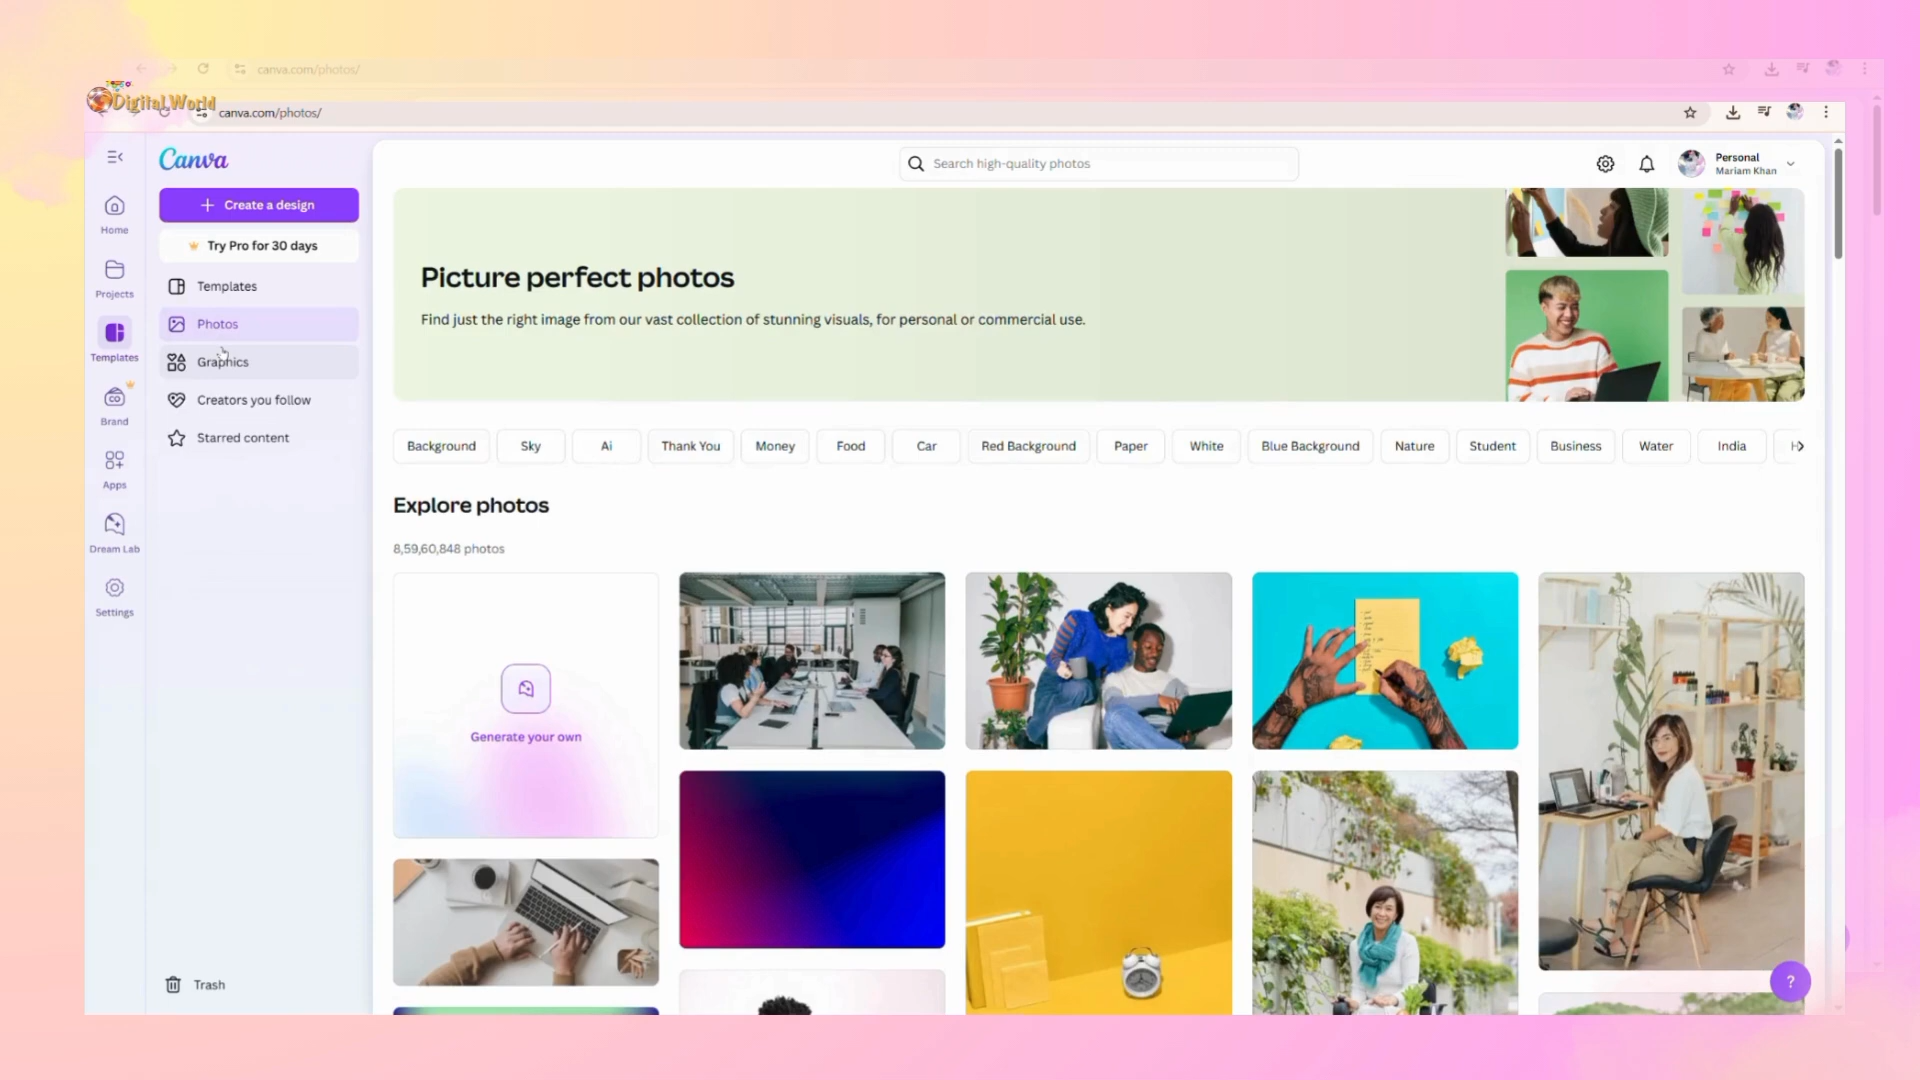 canva.com/photos/
Digital World
canva.com/photos/
Canva
Search high-quality photos
Personal
Mariam Khan
Create a design
Try Pro for 30 days
Home
Projects
Templates
Brand
Apps
Dream Lab
Settings
Templates
Photos
Graphics
Creators you follow
Starred content
Trash
Picture perfect photos
Find just the right image from our vast collection of stunning visuals, for personal or commercial use.
Background Sky Ai Thank You Money Food Car Red Background Paper White Blue Background Nature Student Business Water India
Explore photos
8,59,60,848 photos
Generate your own
?